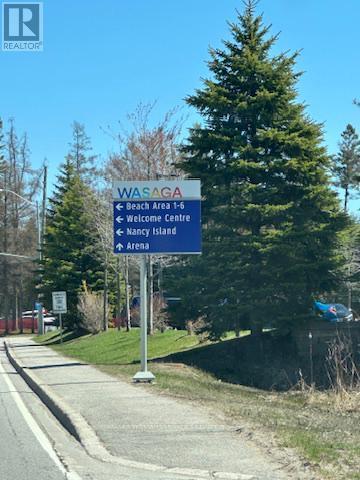 REALTOR®
WASAGA
← Beach Area 1-6
← Welcome Centre
← Nancy Island
↑ Arena